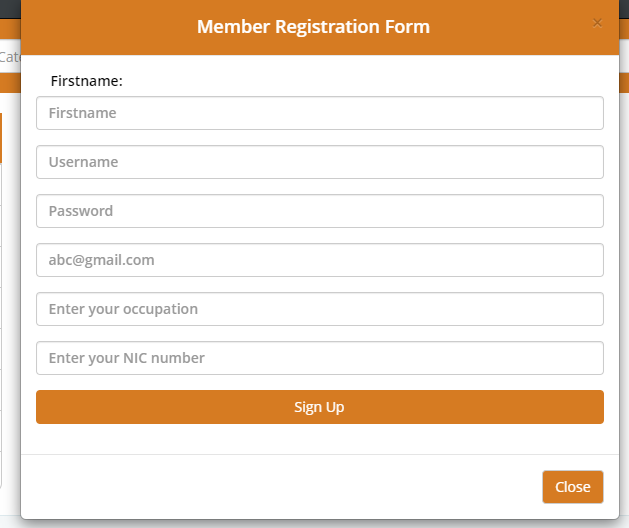 Member Registration Form
×
Cate
Firstname:
Firstname
Username
Password
abc@gmail.com
Enter your occupation
Enter your NIC number
Sign Up
Close